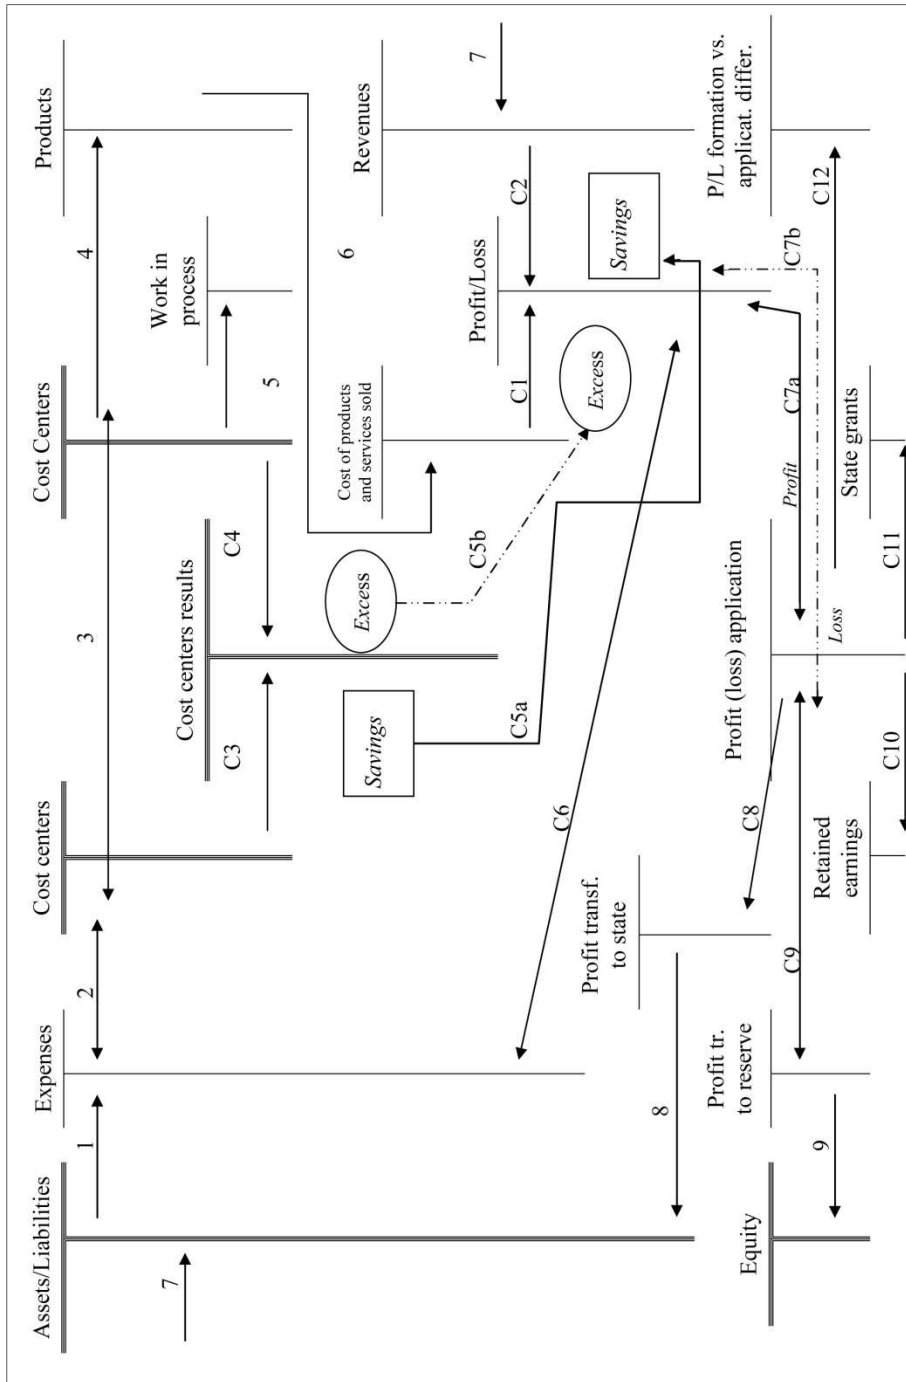 Assets/Liabilities
Expenses
Cost centers
Cost Centers
Products
1
2
3
4
7
Work in
process
Cost centers results
C3
C4
5
6
Cost of products
and services sold
Revenues
Savings
Excess
C5b
Profit/Loss
7
C5a
C1
C2
C6
Profit transf.
to state
Excess
Savings
8
Equity
Profit tr.
to reserve
Profit (loss) application
P/L formation vs.
applicat. differ.
C8
C9
Profit
C7a
C7b
9
Retained
earnings
Loss
State grants
C12
C10
C11